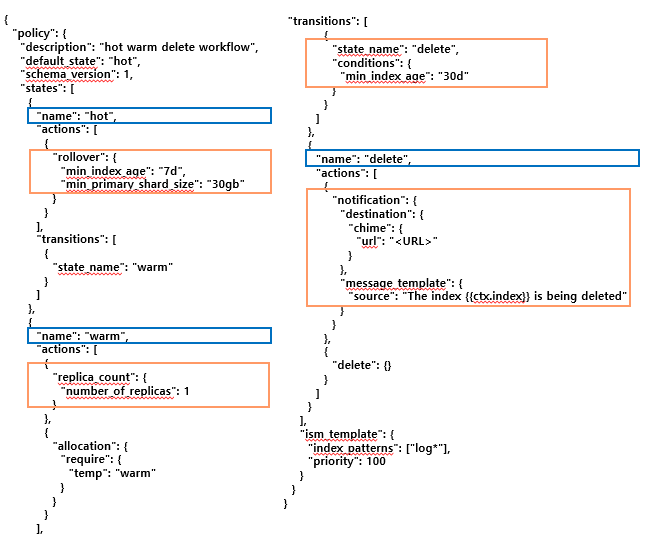 {
  "policy": {
    "description": "hot warm delete workflow",
    "default_state": "hot",
    "schema_version": 1,
    "states": [
      {
        "name": "hot",
        "actions": [
          {
            "rollover": {
              "min_index_age": "7d",
              "min_primary_shard_size": "30gb"
            }
          }
        ],
        "transitions": [
          {
            "state_name": "warm"
          }
        ]
      },
      {
        "name": "warm",
        "actions": [
          {
            "replica_count": {
              "number_of_replicas": 1
            }
          },
          {
            "allocation": {
              "require": {
                "temp": "warm"
              }
            }
          }
        ],
        "transitions": [
          {
            "state_name": "delete",
            "conditions": {
              "min_index_age": "30d"
            }
          }
        ]
      },
      {
        "name": "delete",
        "actions": [
          {
            "notification": {
              "destination": {
                "chime": {
                  "url": "<URL>"
                }
              },
              "message_template": {
                "source": "The index {{ctx.index}} is being deleted"
              }
            }
          },
          {
            "delete": {}
          }
        ]
      }
    ],
    "ism_template": {
      "index_patterns": ["log*"],
      "priority": 100
    }
  }
}